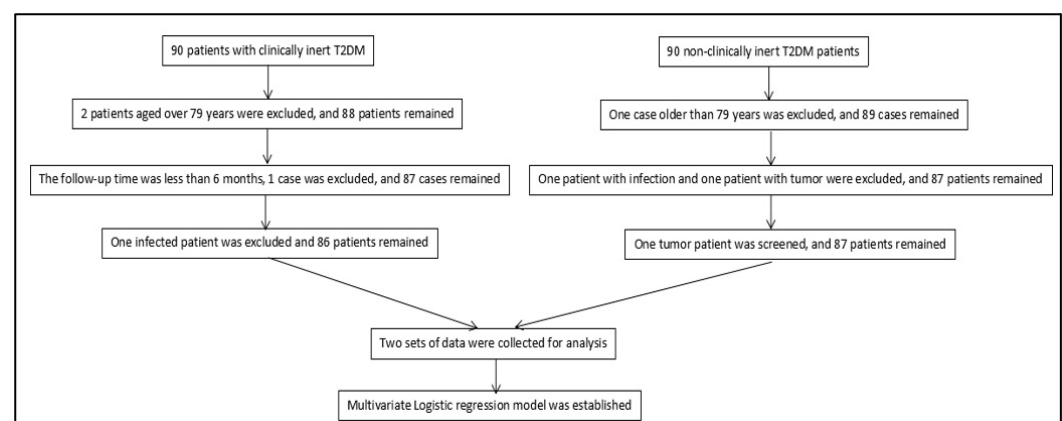 90 patients with clinically inert T2DM
90 non-clinically inert T2DM patients
2 patients aged over 79 years were excluded, and 88 patients remained
One case older than 79 years was excluded, and 89 cases remained
The follow-up time was less than 6 months, 1 case was excluded, and 87 cases remained
One patient with infection and one patient with tumor were excluded, and 87 patients remained
One infected patient was excluded and 86 patients remained
One tumor patient was screened, and 87 patients remained
Two sets of data were collected for analysis
Multivariate Logistic regression model was established